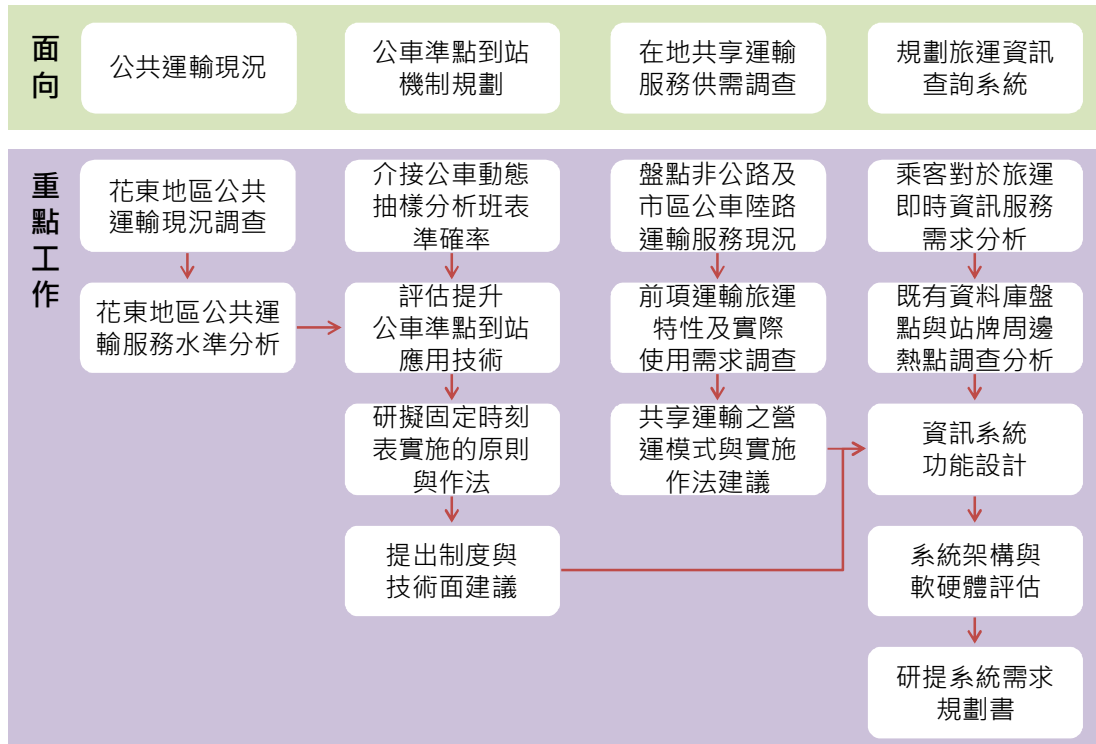 面向
公共運輸現況
公車準點到站
機制規劃
在地共享運輸
服務供需調查
規劃旅運資訊
查詢系統
重點工作
花東地區公共
運輸現況調查
花東地區公共運
輸服務水準分析
介接公車動態
抽樣分析班表
準確率
評估提升
公車準點到站
應用技術
研擬固定時刻
表實施的原則
與作法
提出制度與
技術面建議
盤點非公路及
市區公車陸路
運輸服務現況
前項運輸旅運
特性及實際
使用需求調查
共享運輸之營
運模式與實施
作法建議
乘客對於旅運
即時資訊服務
需求分析
既有資料庫盤
點與站牌周邊
熱點調查分析
資訊系統
功能設計
系統架構與
軟硬體評估
研提系統需求
規劃書